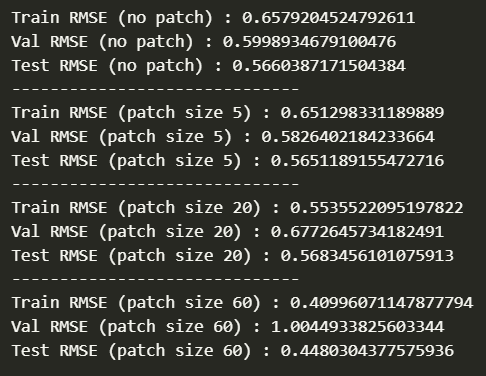 Train RMSE (no patch) : 0.6579204524792611
Val RMSE (no patch) : 0.5998934679100476
Test RMSE (no patch) : 0.5660387171504384
------------------------------
Train RMSE (patch size 5) : 0.651298331189889
Val RMSE (patch size 5) : 0.5826402184233664
Test RMSE (patch size 5) : 0.5651189155472716
------------------------------
Train RMSE (patch size 20) : 0.5535522095197822
Val RMSE (patch size 20) : 0.6772645734182491
Test RMSE (patch size 20) : 0.5683456101075913
------------------------------
Train RMSE (patch size 60) : 0.40996071147877794
Val RMSE (patch size 60) : 1.0044933825603344
Test RMSE (patch size 60) : 0.4480304377575936